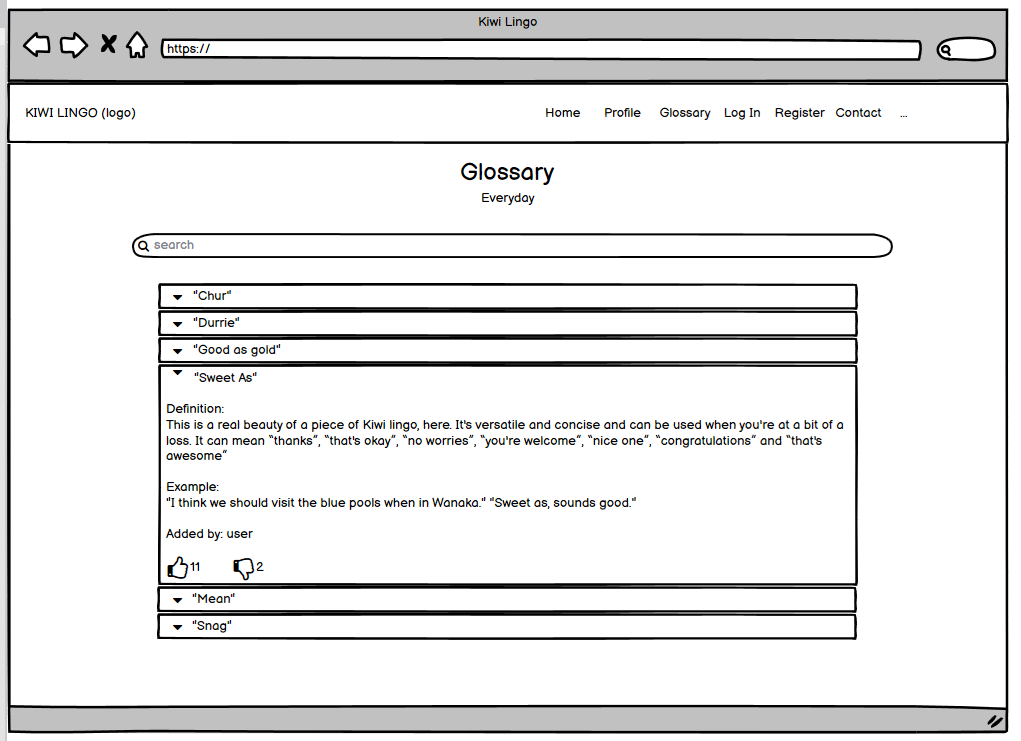 Kiwi Lingo
https://
KIWI LINGO (logo) Home Profile Glossary Log In Register Contact ...
Glossary
Everyday
search
"Chur"
"Durrie"
"Good as gold"
"Sweet As"
Definition:
This is a real beauty of a piece of Kiwi lingo, here. It's versatile and concise and can be used when you're at a bit of a
loss. It can mean “thanks”, “that's okay”, “no worries”, “you're welcome”, “nice one”, “congratulations” and “that's
awesome”
Example:
"I think we should visit the blue pools when in Wanaka." "Sweet as, sounds good."
Added by: user
11 2
"Mean"
"Snag"